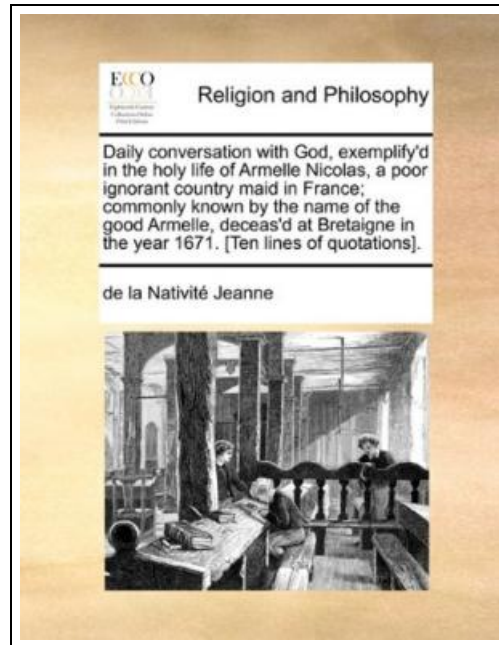 ECCO
Religion and Philosophy
Daily conversation with God, exemplify'd
in the holy life of Armelle Nicolas, a poor
ignorant country maid in France;
commonly known by the name of the
good Armelle, deceas'd at Bretaigne in
the year 1671. [Ten lines of quotations].
de la Nativité Jeanne